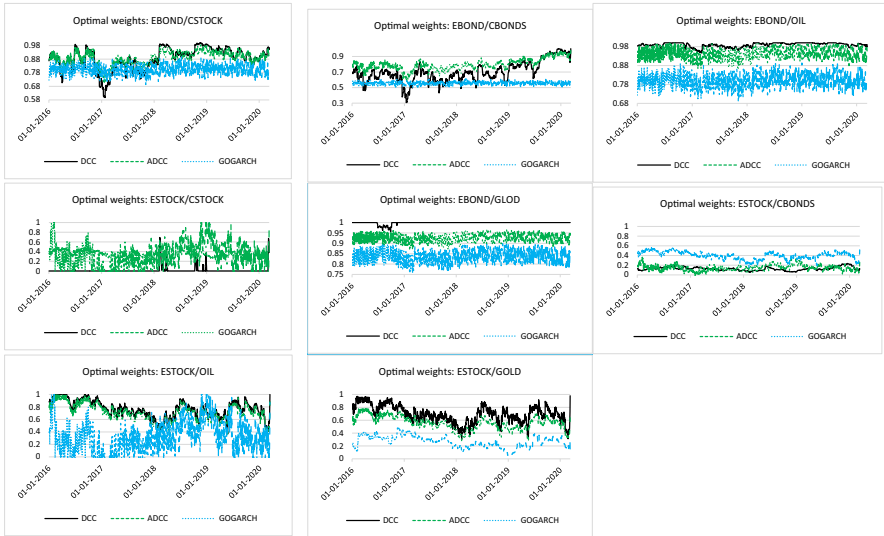 Optimal weights: EBOND/CSTOCK
0.98
0.88
0.78
0.68
0.58
01-01-2016
01-01-2017
01-01-2018
01-01-2019
01-01-2020
DCC
ADCC
GOGARCH
Optimal weights: EBOND/CBONDS
0.9
0.7
0.5
0.3
01-01-2016
01-01-2017
01-01-2018
01-01-2019
01-01-2020
DCC
ADCC
GOGARCH
Optimal weights: EBOND/OIL
0.98
0.88
0.78
0.68
01-01-2016
01-01-2017
01-01-2018
01-01-2019
01-01-2020
DCC
ADCC
GOGARCH
Optimal weights: ESTOCK/CSTOCK
1
0.8
0.6
0.4
0.2
0
01-01-2016
01-01-2017
01-01-2018
01-01-2019
01-01-2020
DCC
ADCC
GOGARCH
Optimal weights: EBOND/GLOD
1
0.95
0.9
0.85
0.8
0.75
01-01-2016
01-01-2017
01-01-2018
01-01-2019
01-01-2020
DCC
ADCC
GOGARCH
Optimal weights: ESTOCK/CBONDS
1
0.8
0.6
0.4
0.2
0
01-01-2016
01-01-2017
01-01-2018
01-01-2019
01-01-2020
DCC
ADCC
GOGARCH
Optimal weights: ESTOCK/OIL
1
0.8
0.6
0.4
0.2
0
01-01-2016
01-01-2017
01-01-2018
01-01-2019
01-01-2020
DCC
ADCC
GOGARCH
Optimal weights: ESTOCK/GOLD
1
0.8
0.6
0.4
0.2
0
01-01-2016
01-01-2017
01-01-2018
01-01-2019
01-01-2020
DCC
ADCC
GOGARCH